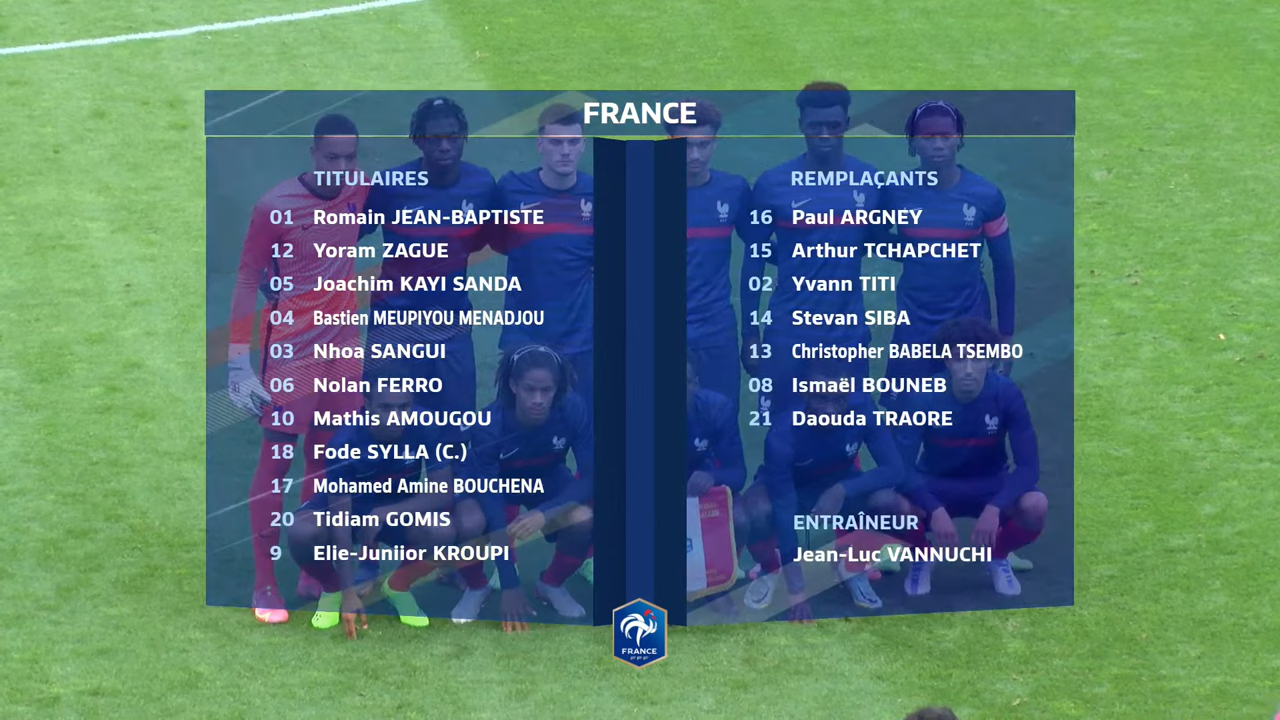 FRANCE
TITULAIRES
01 Romain JEAN-BAPTISTE
12 Yoram ZAGUE
05 Joachim KAYI SANDA
04 Bastien MEUPIYOU MENADJOU
03 Nhoa SANGUI
06 Nolan FERRO
10 Mathis AMOUGOU
18 Fode SYLLA (C.)
17 Mohamed Amine BOUCHENA
20 Tidiam GOMIS
9 Elie-Juniior KROUPI
REMPLAÇANTS
16 Paul ARGNEY
15 Arthur TCHAPCHET
02 Yvann TITI
14 Stevan SIBA
13 Christopher BABELA TSEMBO
08 Ismaël BOUNEB
21 Daouda TRAORE
ENTRAÎNEUR
Jean-Luc VANNUCHI
FRANCE